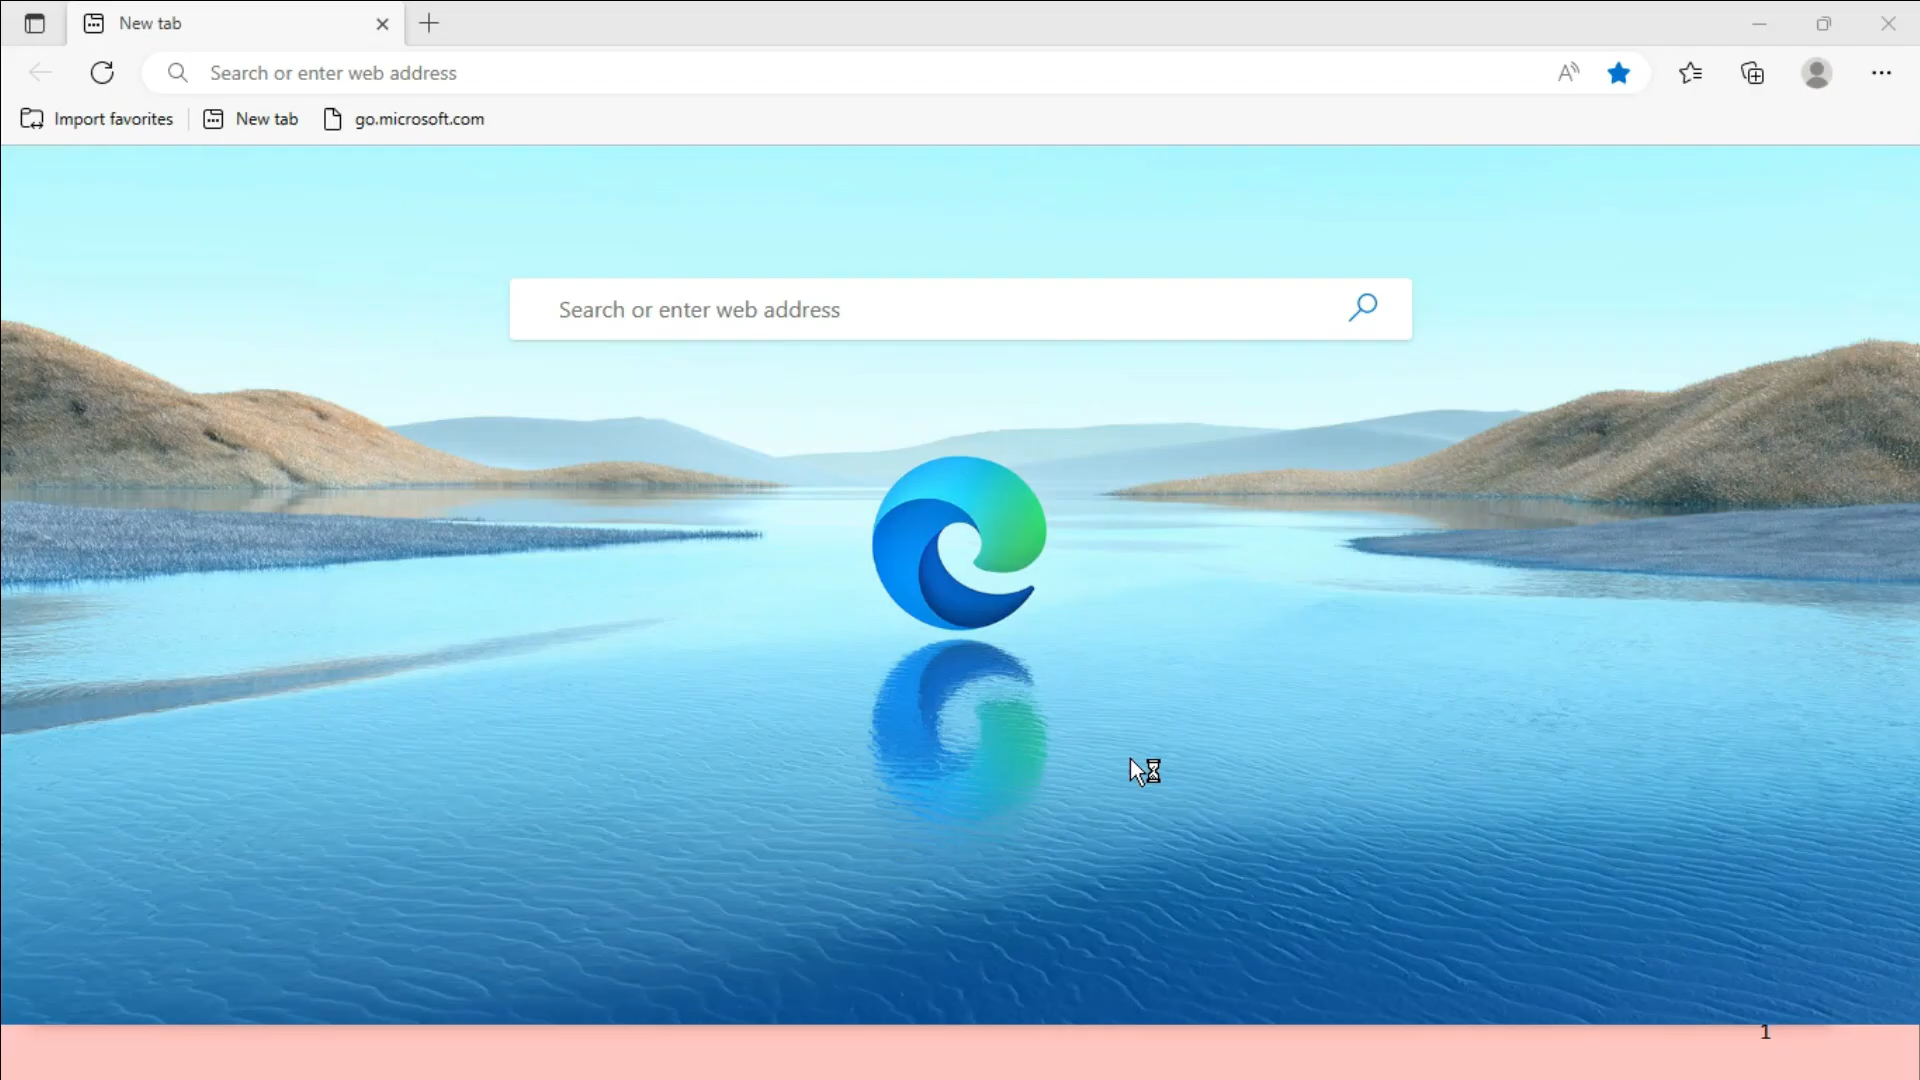 New tab
Search or enter web address
Import favorites
New tab
go.microsoft.com
Search or enter web address
1